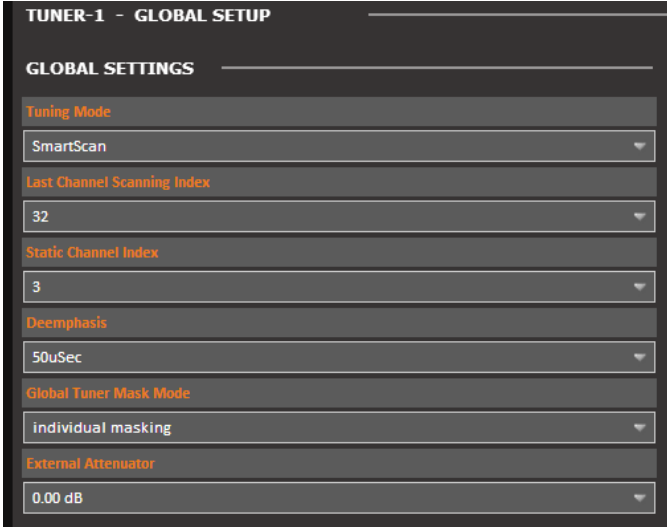 TUNER-1 - GLOBAL SETUP
GLOBAL SETTINGS
Tuning Mode
SmartScan
Last Channel Scanning Index
32
Static Channel Index
3
Deemphasis
50uSec
Global Tuner Mask Mode
individual masking
External Attenuator
0.00 dB